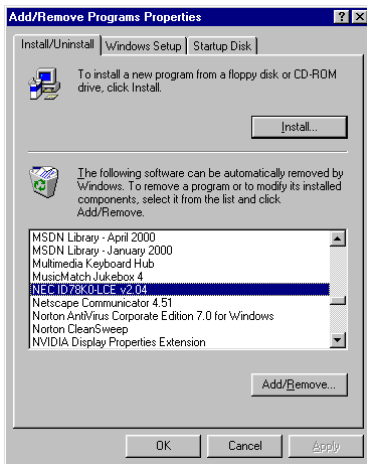 Add/Remove Programs Properties
Install/Uninstall Windows Setup Startup Disk
To install a new program from a floppy disk or CD-ROM
drive, click Install.
Install...
The following software can be automatically removed by
Windows. To remove a program or to modify its installed
components, select it from the list and click
Add/Remove.
MSDN Library - April 2000
MSDN Library - January 2000
Multimedia Keyboard Hub
MusicMatch Jukebox 4
NEC ID78K0-LCE v2.04
Netscape Communicator 4.51
Norton AntiVirus Corporate Edition 7.0 for Windows
Norton CleanSweep
NVIDIA Display Properties Extension
Add/Remove...
OK Cancel Apply